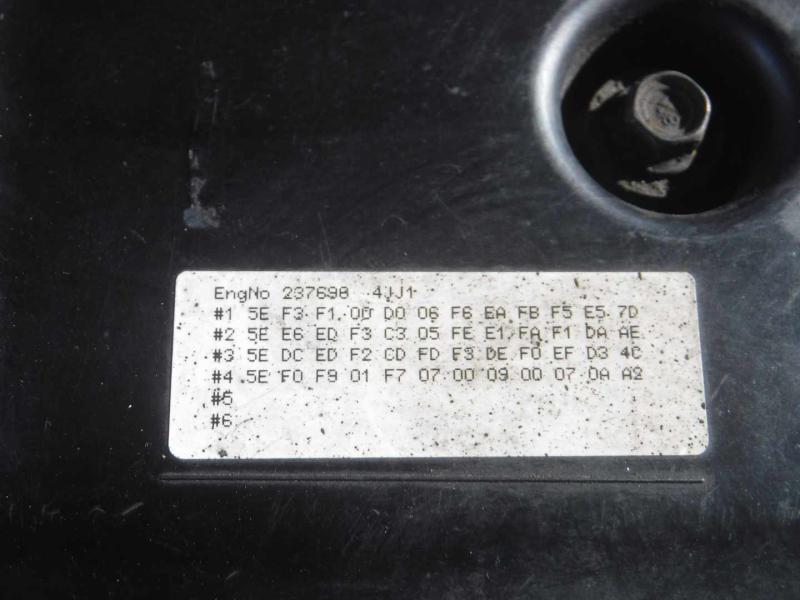 EngNo 237698 4JJ1
#1 5E F3 F1 00 D0 06 F6 EA FB F5 E5 7D
#2 5E E6 ED F3 C3 05 FE E1 FA F1 DA AE
#3 5E DC ED F2 CD FD F3 DE F0 EF D3 4C
#4 5E F0 F9 01 F7 07 00 09 00 07 0A A2
#5
#6